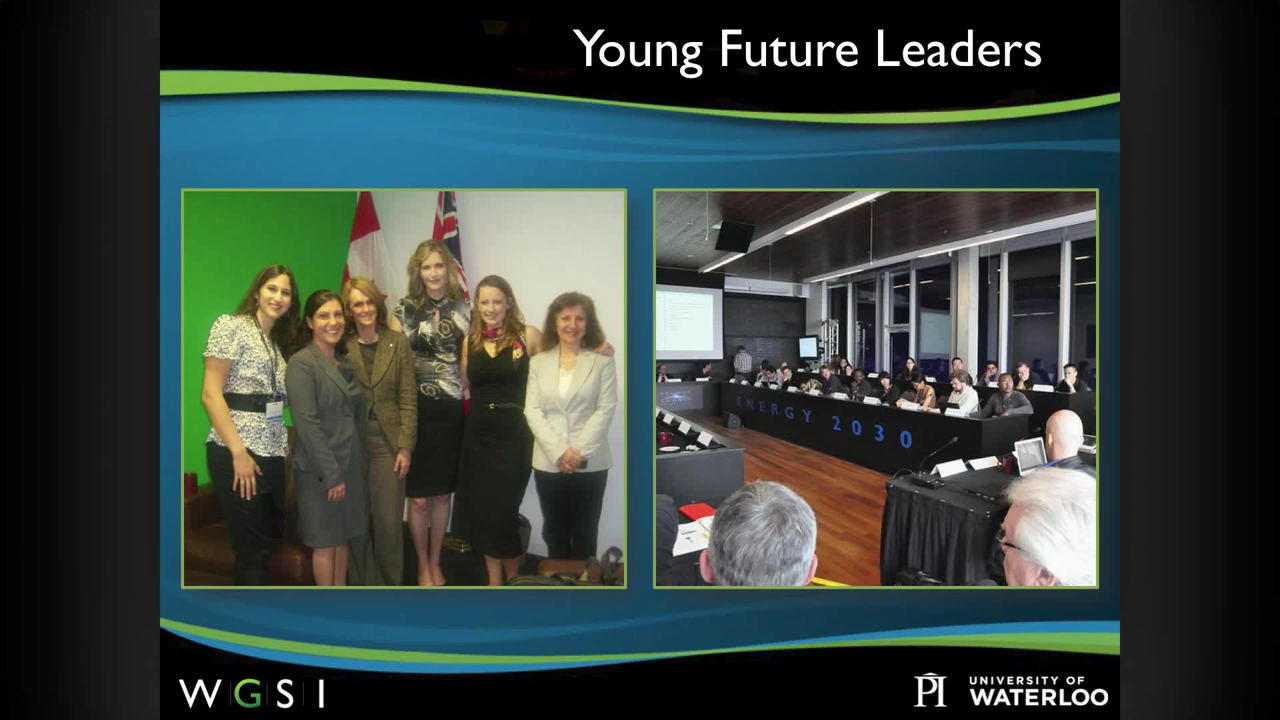 Young Future Leaders
ENERGY 2030
WGSI
PI
UNIVERSITY OF
WATERLOO